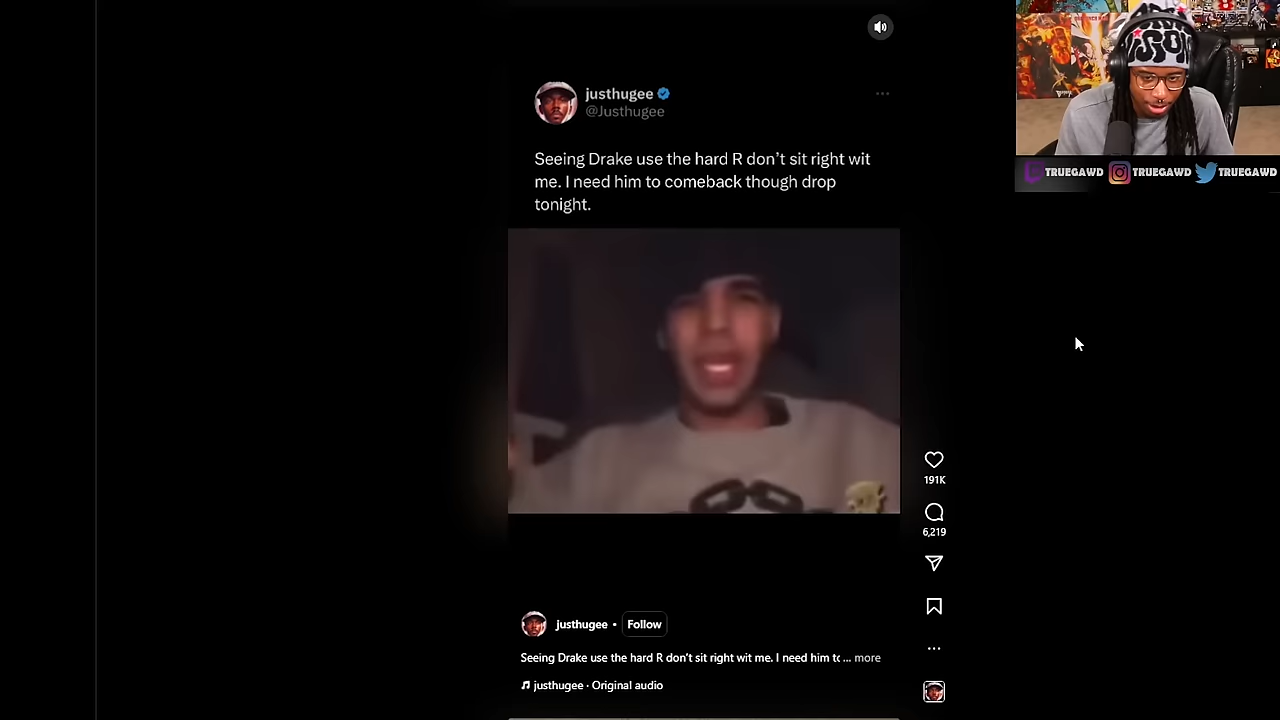 justhugee
@Justhugee
Seeing Drake use the hard R don’t sit right wit
me. I need him to comeback though drop
tonight.
TRUEGAWD TRUEGAWD TRUEGAWD
191K
6,219
justhugee • Follow
Seeing Drake use the hard R don't sit right wit me. I need him tc ... more
justhugee · Original audio